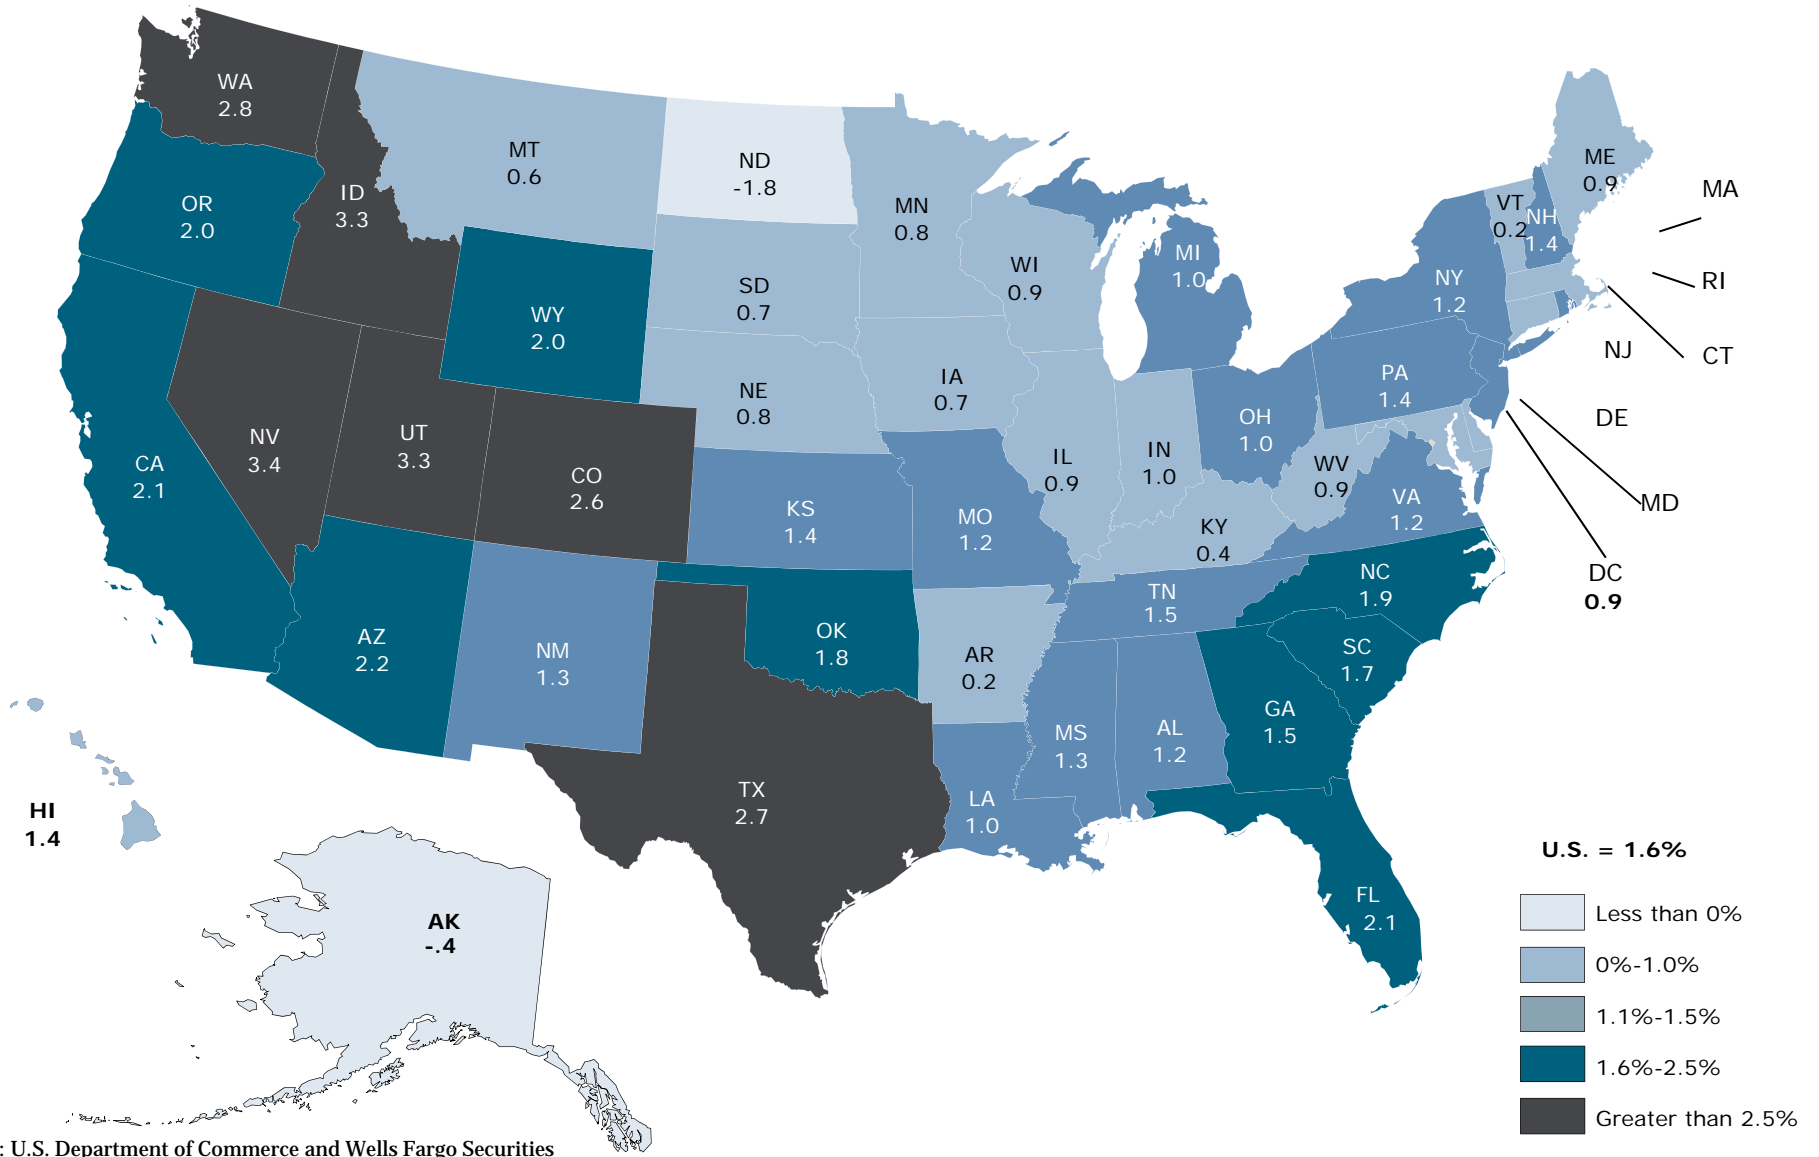 WA
2.8
OR
2.0
ID
3.3
MT
0.6
ND
-1.8
MN
0.8
WI
0.9
MI
1.0
ME
0.9
VT
0.2
NH
1.4
MA
RI
CT
NJ
DE
MD
DC
0.9
NY
1.2
SD
0.7
WY
2.0
NE
0.8
IA
0.7
PA
1.4
OH
1.0
IN
1.0
IL
0.9
WV
0.9
VA
1.2
KY
0.4
CA
2.1
NV
3.4
UT
3.3
CO
2.6
KS
1.4
MO
1.2
TN
1.5
NC
1.9
SC
1.7
AZ
2.2
NM
1.3
OK
1.8
AR
0.2
MS
1.3
AL
1.2
GA
1.5
TX
2.7
LA
1.0
FL
2.1
HI
1.4
AK
-.4
U.S. = 1.6%
Less than 0%
0%-1.0%
1.1%-1.5%
1.6%-2.5%
Greater than 2.5%
: U.S. Department of Commerce and Wells Fargo Securities